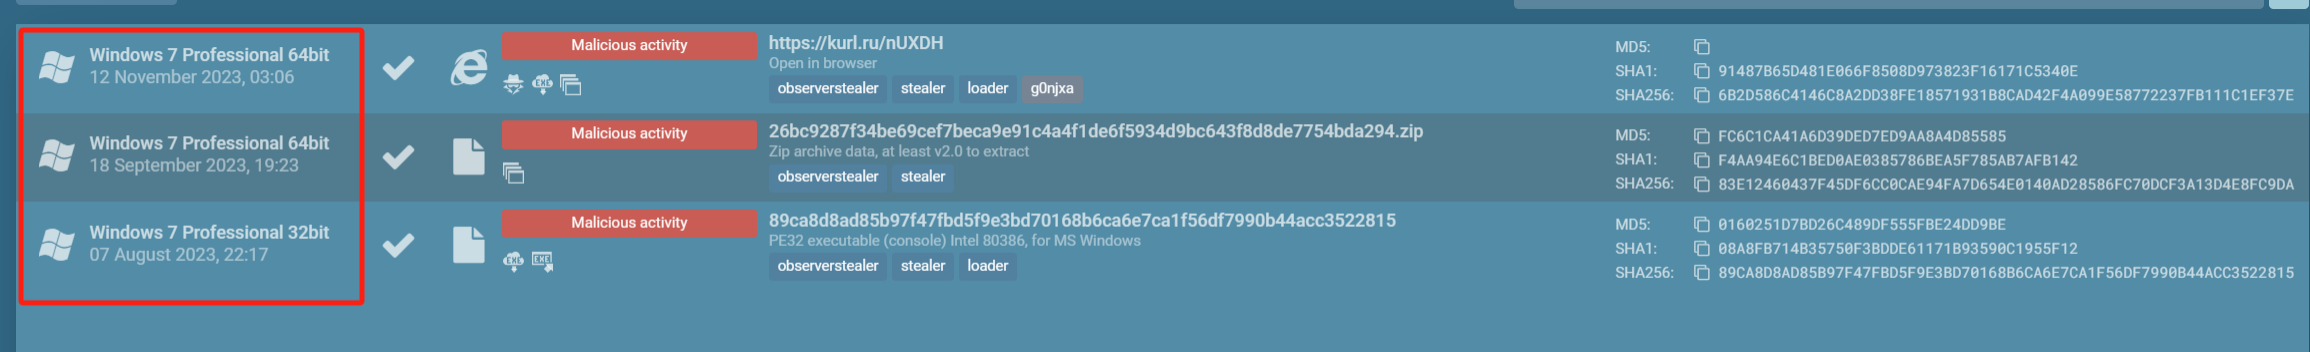 Windows 7 Professional 64bit
12 November 2023, 03:06
Malicious activity
https://kurl.ru/nUXDH
Open in browser
observerstealer stealer loader g0njxa
MD5:
SHA1: 91487B65D481E066F8508D973823F16171C5340E
SHA256: 6B2D586C4146C8A2DD38FE18571931B8CAD42F4A099E58772237FB111C1EF37E
Windows 7 Professional 64bit
18 September 2023, 19:23
Malicious activity
26bc9287f34be69cef7beca9e91c4a4f1de6f5934d9bc643f8d8de7754bda294.zip
Zip archive data, at least v2.0 to extract
observerstealer stealer
MD5: FC6C1CA41A6D39DED7ED9AA8A4D85585
SHA1: F4AA94E6C1BED0AE0385786BEA5F785AB7AFB142
SHA256: 83E12460437F45DF6CC0CAE94FA7D654E0140AD28586FC70DCF3A13D4E8FC9DA
Windows 7 Professional 32bit
07 August 2023, 22:17
Malicious activity
89ca8d8ad85b97f47fbd5f9e3bd70168b6ca6e7ca1f56df7990b44acc3522815
PE32 executable (console) Intel 80386, for MS Windows
observerstealer stealer loader
MD5: 0160251D7BD26C489DF555FBE24DD9BE
SHA1: 08A8FB714B35750F3BDDE61171B93590C1955F12
SHA256: 89CA8D8AD85B97F47FBD5F9E3BD70168B6CA6E7CA1F56DF7990B44ACC3522815